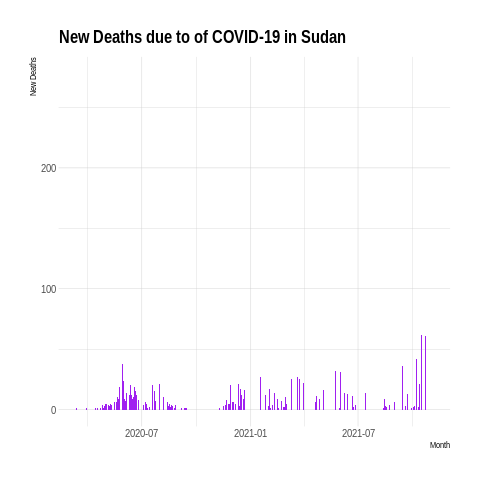 New Deaths due to of COVID-19 in Sudan
New Deaths
200
100
0
2020-07
2021-01
2021-07
Month